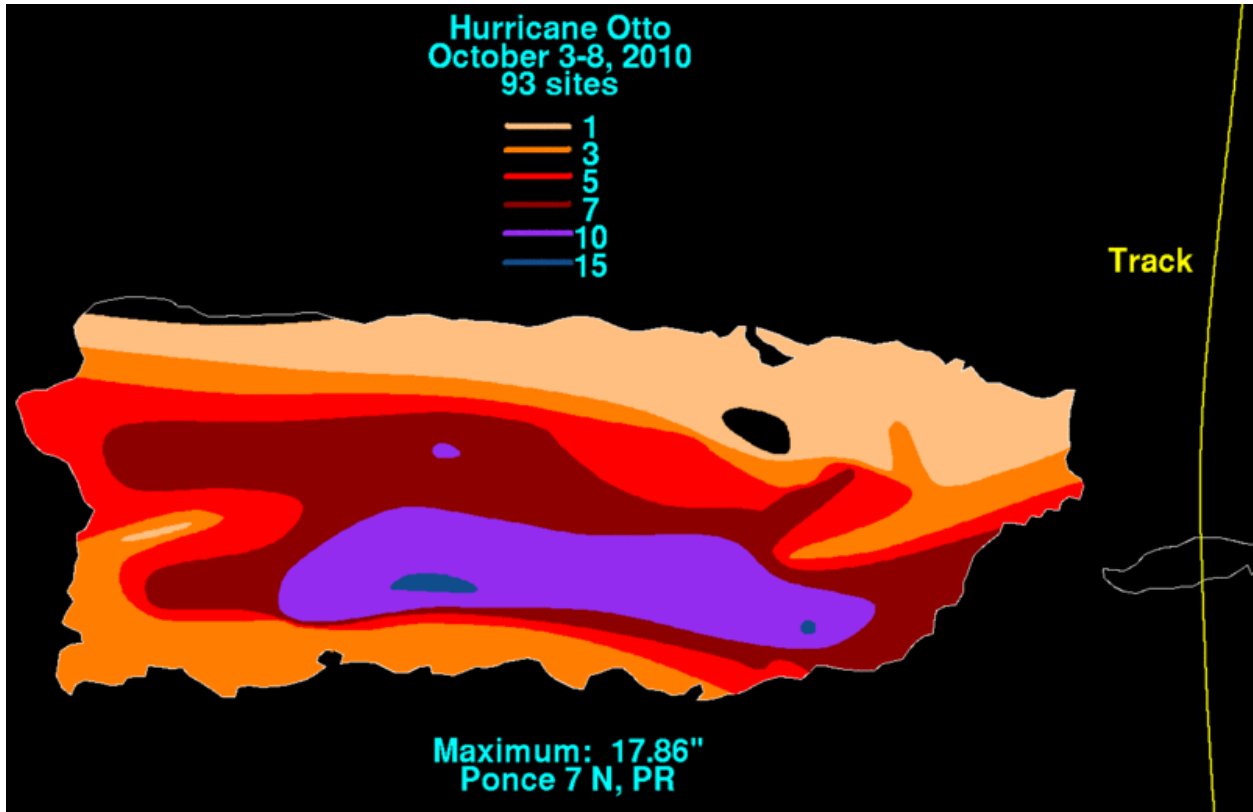 Hurricane Otto
October 3-8, 2010
93 sites
1
3
5
7
10
15
Track
Maximum: 17.86"
Ponce 7 N, PR